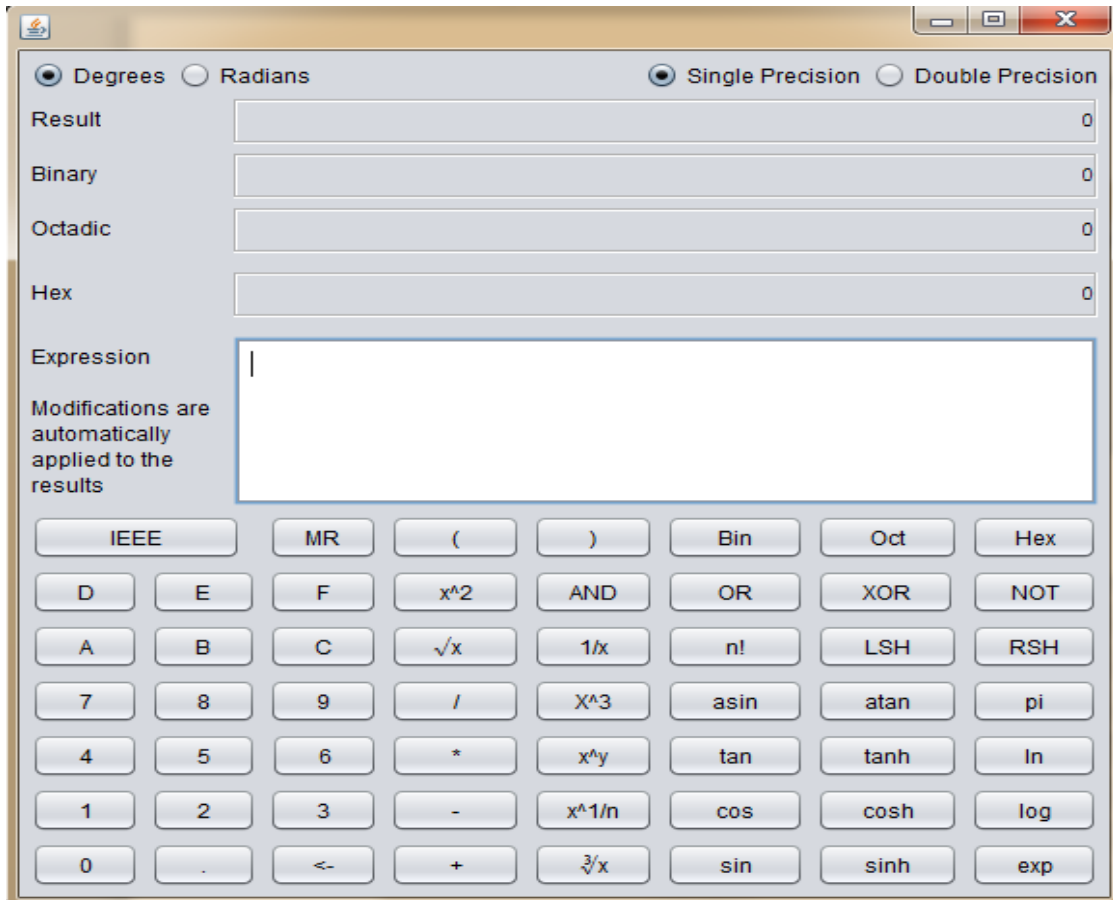 Degrees Radians Single Precision Double Precision
Result 0
Binary 0
Octadic 0
Hex 0
Expression
Modifications are
automatically
applied to the
results
IEEE MR ( ) Bin Oct Hex
D E F x^2 AND OR XOR NOT
A B C √x 1/x n! LSH RSH
7 8 9 / X^3 asin atan pi
4 5 6 * x^y tan tanh ln
1 2 3 - x^1/n cos cosh log
0 . <- + ∛x sin sinh exp